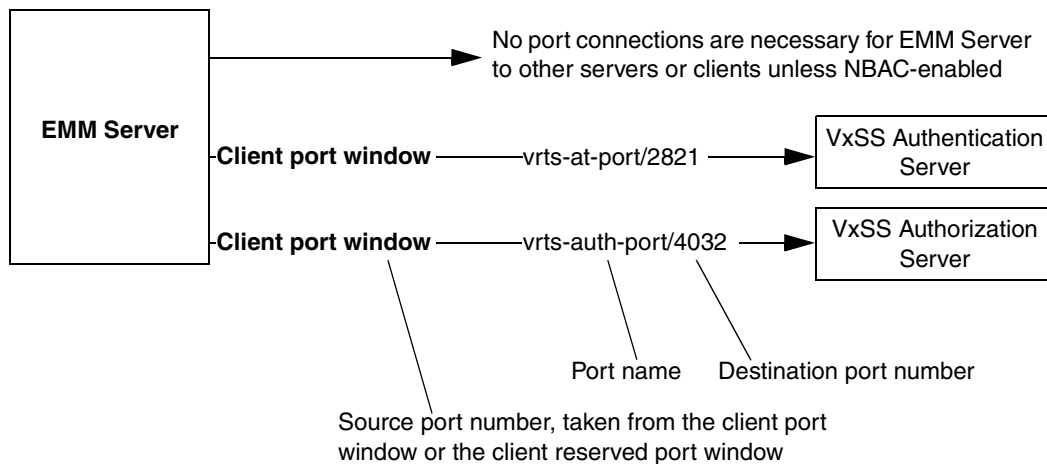 No port connections are necessary for EMM Server
to other servers or clients unless NBAC-enabled
EMM Server
Client port window
vrts-at-port/2821
VxSS Authentication
Server
Client port window
vrts-auth-port/4032
VxSS Authorization
Server
Port name
Destination port number
Source port number, taken from the client port
window or the client reserved port window